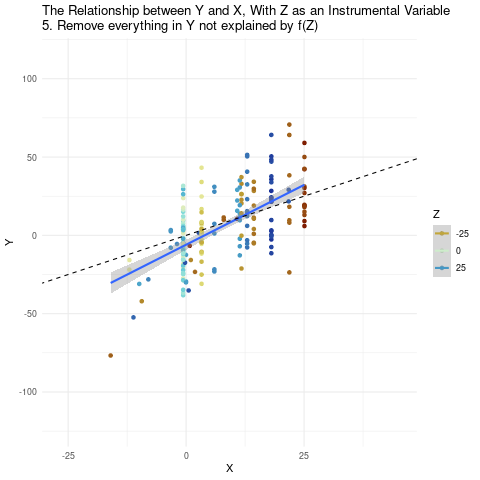 The Relationship between Y and X, With Z as an Instrumental Variable
5. Remove everything in Y not explained by f(Z)
100
50
0
-50
-100
Y
-25
0
25
X
Z
-25
0
25